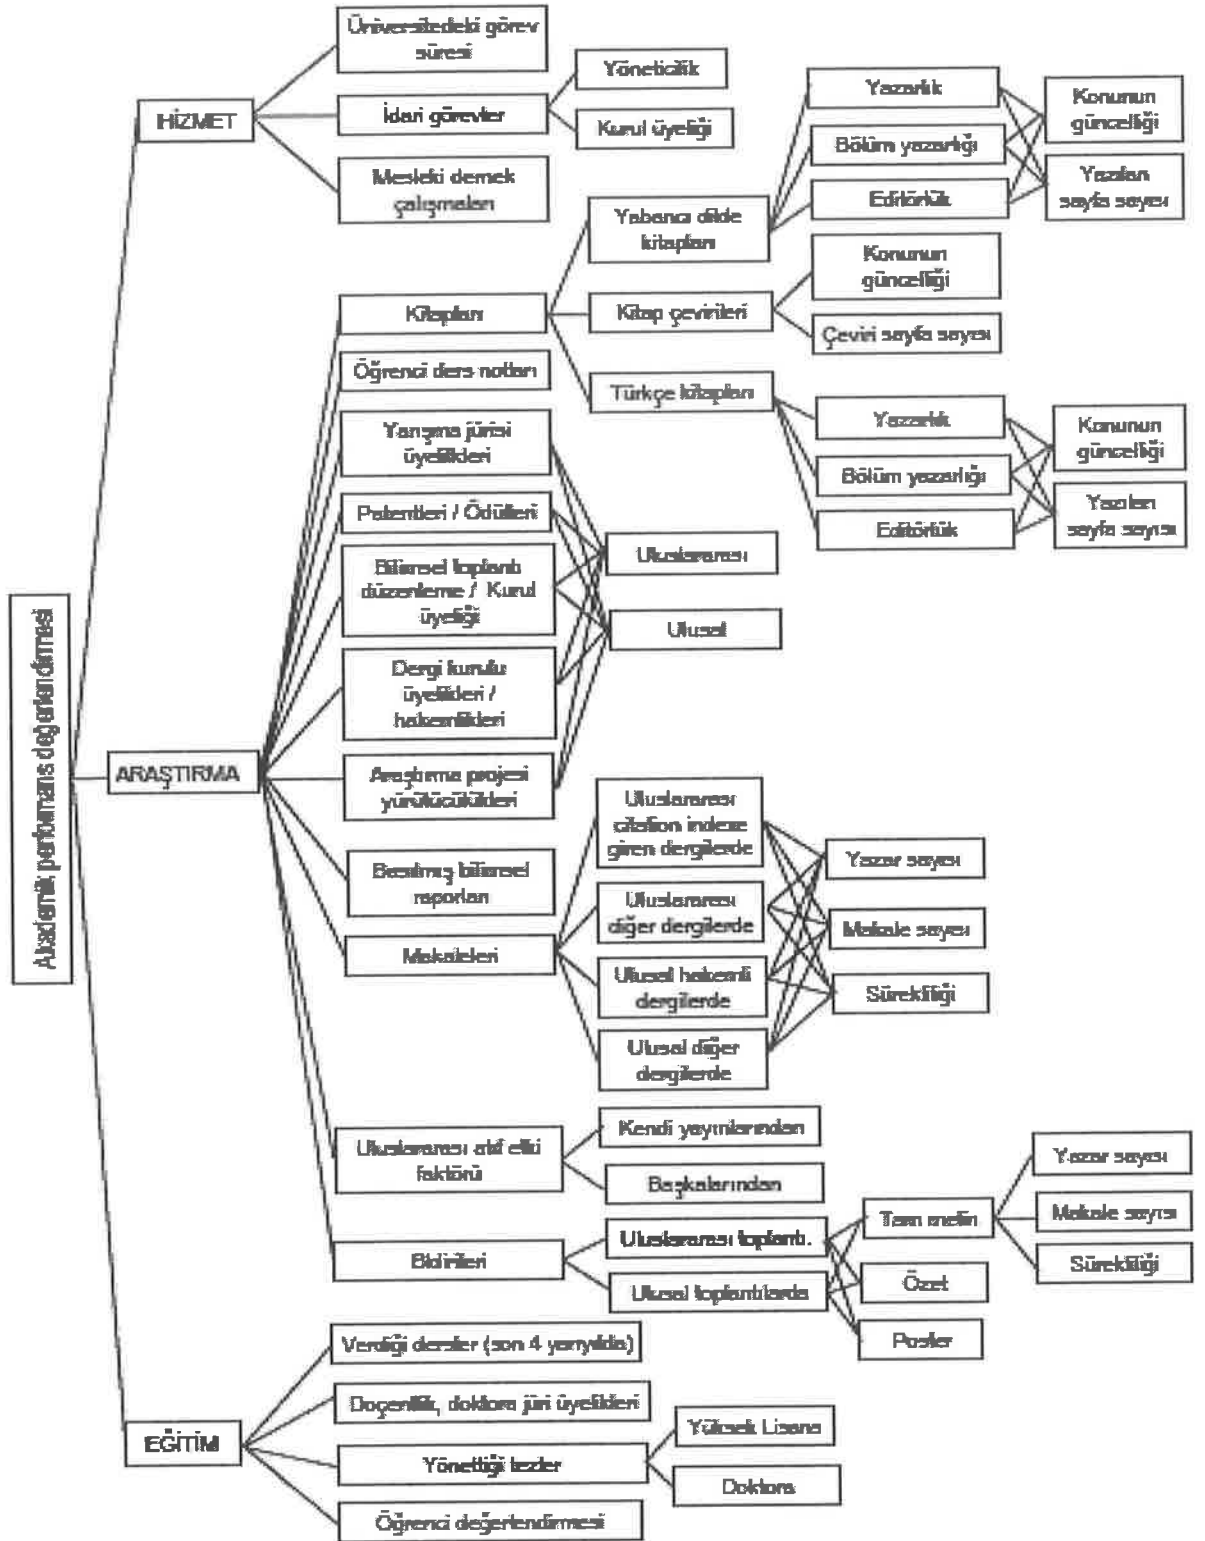 Üniversitedeki görev
süresi
HİZMET
İdari görevler
Yöneticilik
Kurul üyeliği
Mesleki dernek
çalışmaları
Yabancı dilde
kitapları
Yazarlık
Bölüm yazarlığı
Editörlük
Konunun
güncelliği
Yazılan
sayfa sayısı
Kitapları
Kitap çevirileri
Konunun
güncelliği
Çeviri sayfa sayısı
Türkçe kitapları
Yazarlık
Bölüm yazarlığı
Editörlük
Konunun
güncelliği
Yazılan
sayfa sayısı
Öğrenci ders notları
Yarışma jürisi
üyelikleri
Patentleri / Ödülleri
Bilimsel toplantı
düzenleme / Kurul
üyeliği
Dergi kurulu
üyelikleri /
hakemlikleri
Araştırma projesi
yürütücülükleri
Uluslararası
Ulusal
Akademik performans değerlendirmesi
ARAŞTIRMA
Basılmış bilimsel
raporları
Makaleleri
Uluslararası
citation indexe
giren dergilerde
Uluslararası
diğer dergilerde
Ulusal hakemli
dergilerde
Ulusal diğer
dergilerde
Yazar sayısı
Makale sayısı
Sürekliliği
Uluslararası atıf etki
faktörü
Kendi yayınlarından
Başkalarından
Bildirileri
Uluslararası toplantı.
Ulusal toplantılarda
Tam metin
Özet
Poster
Yazar sayısı
Makale sayısı
Sürekliliği
EĞİTİM
Verdiği dersler (son 4 yarıyılda)
Doçentlik, doktora jüri üyelikleri
Yönettiği tezler
Yüksek Lisans
Doktora
Öğrenci değerlendirmesi